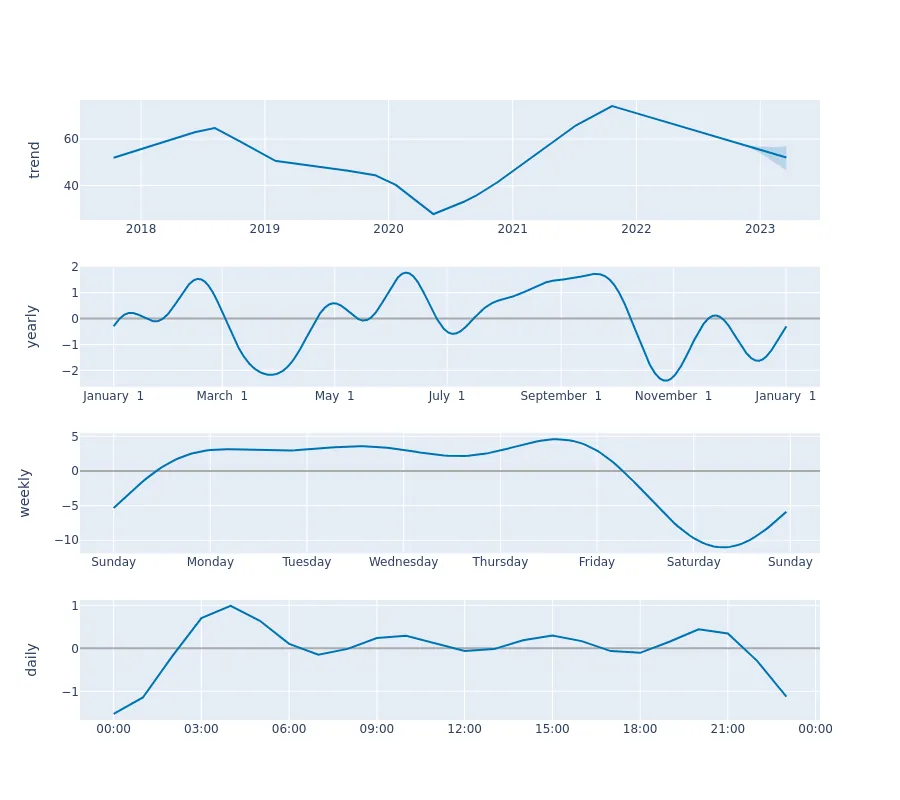 trend
60
40
2018 2019 2020 2021 2022 2023
yearly
2
1
0
−1
−2
January 1 March 1 May 1 July 1 September 1 November 1 January 1
weekly
5
0
−5
−10
Sunday Monday Tuesday Wednesday Thursday Friday Saturday Sunday
daily
1
0
−1
00:00 03:00 06:00 09:00 12:00 15:00 18:00 21:00 00:00